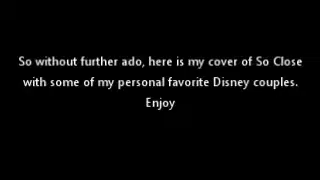 So without further ado, here is my cover of So Close
with some of my personal favorite Disney couples.
Enjoy